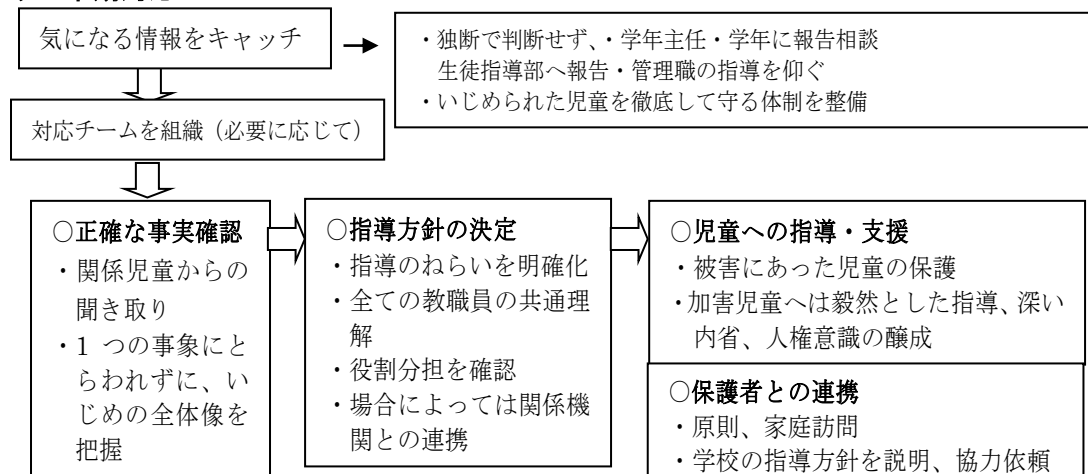 気になる情報をキャッチ
・独断で判断せず、・学年主任・学年に報告相談
生徒指導部へ報告・管理職の指導を仰ぐ
・いじめられた児童を徹底して守る体制を整備
対応チームを組織（必要に応じて）
○正確な事実確認
・関係児童からの
聞き取り
・1 つの事象にと
らわれずに、い
じめの全体像を
把握
○指導方針の決定
・指導のねらいを明確化
・全ての教職員の共通理
解
・役割分担を確認
・場合によっては関係機
関との連携
○児童への指導・支援
・被害にあった児童の保護
・加害児童へは毅然とした指導、深い
内省、人権意識の醸成
○保護者との連携
・原則、家庭訪問
・学校の指導方針を説明、協力依頼